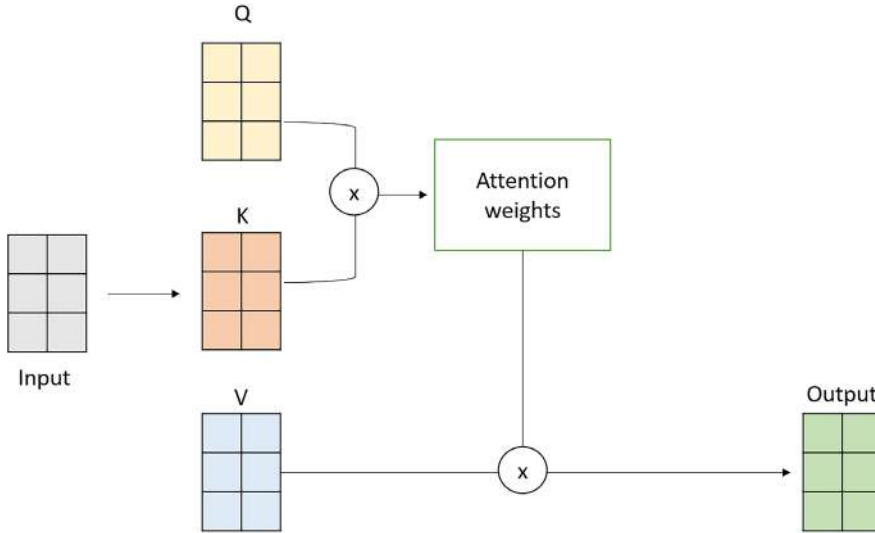 Q
x
Attention
weights
K
Input
V
x
Output